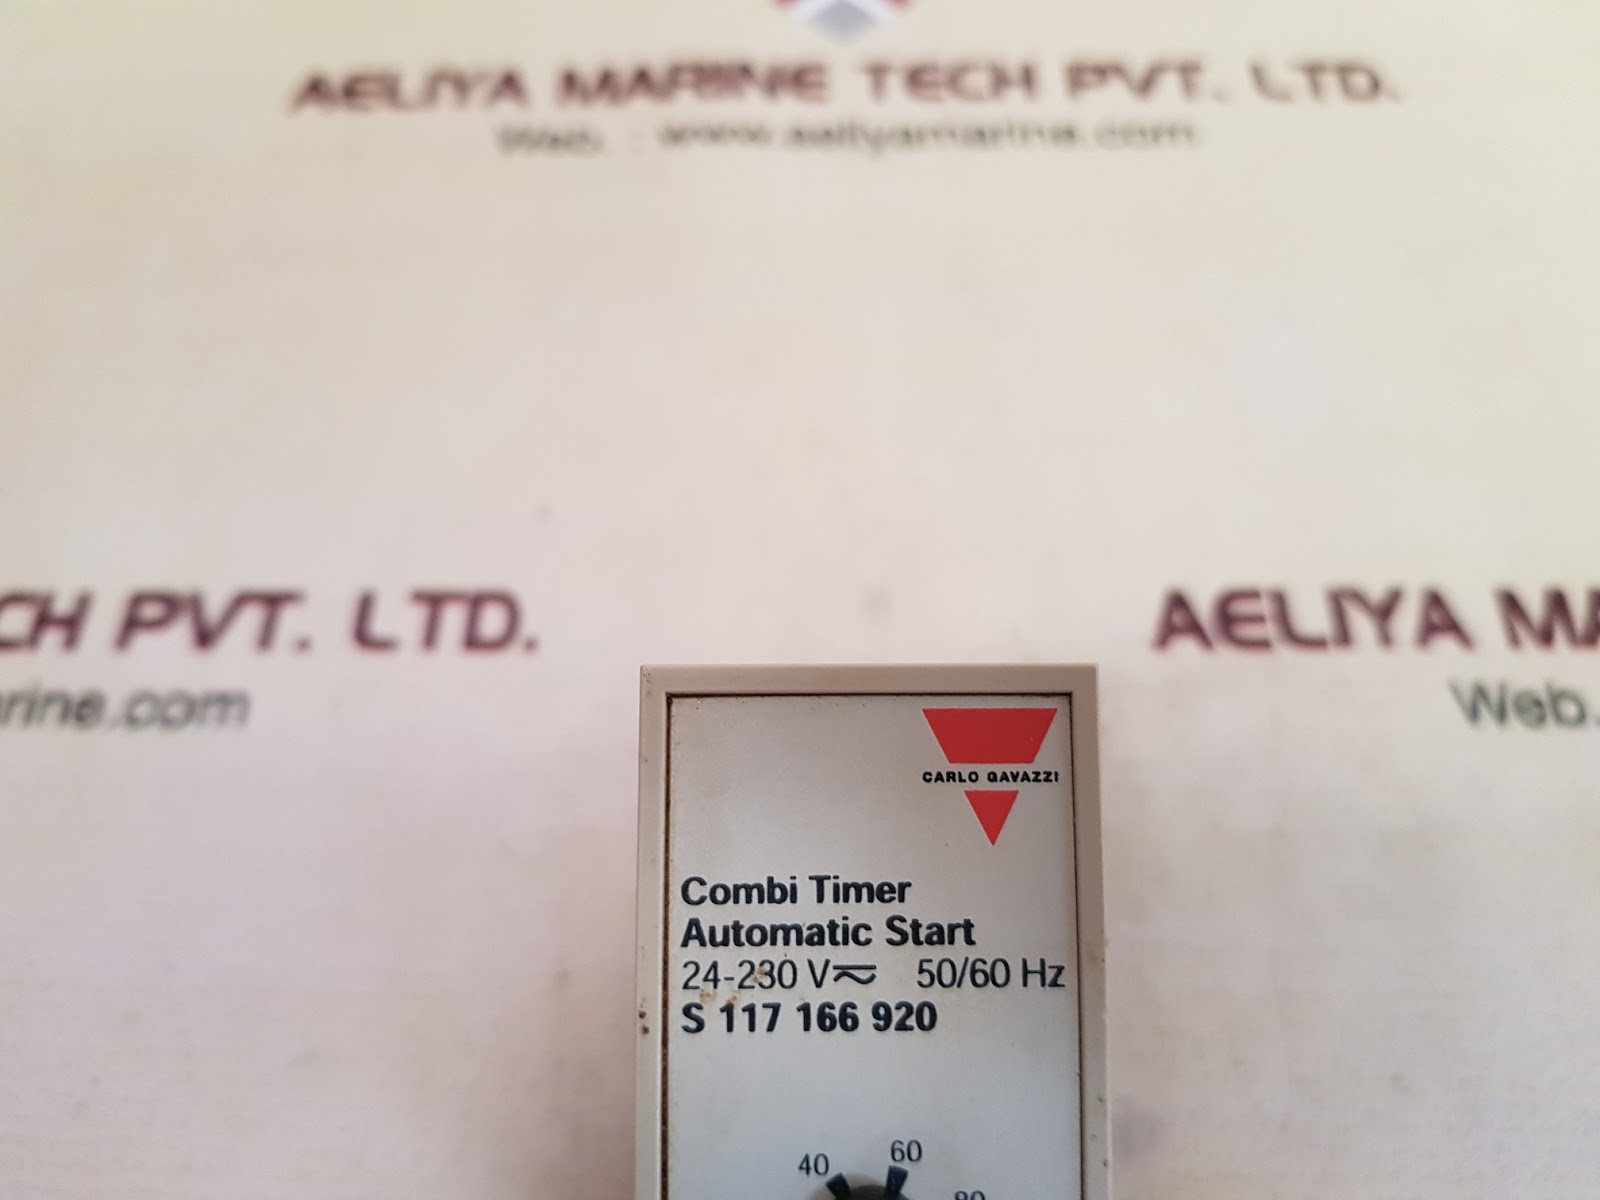 AELIYA MARINE TECH PVT. LTD.
Web. : www.aeliyamarine.com
CH PVT. LTD.
rine.com
AELIYA MA
Web.
CARLO GAVAZZI
Combi Timer
Automatic Start
24-230 V 50/60 Hz
S 117 166 920
40 60
80